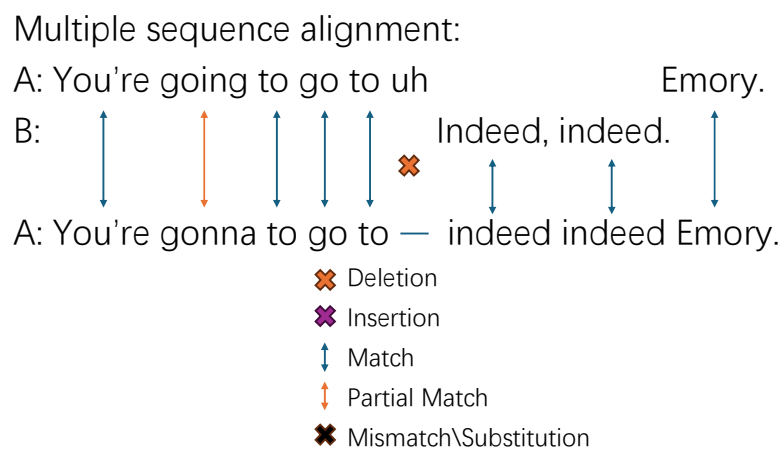 Multiple sequence alignment:
A: You're going to go to uh Emory.
B: Indeed, indeed.
A: You're gonna to go to — indeed indeed Emory.
Deletion
Insertion
Match
Partial Match
Mismatch\Substitution